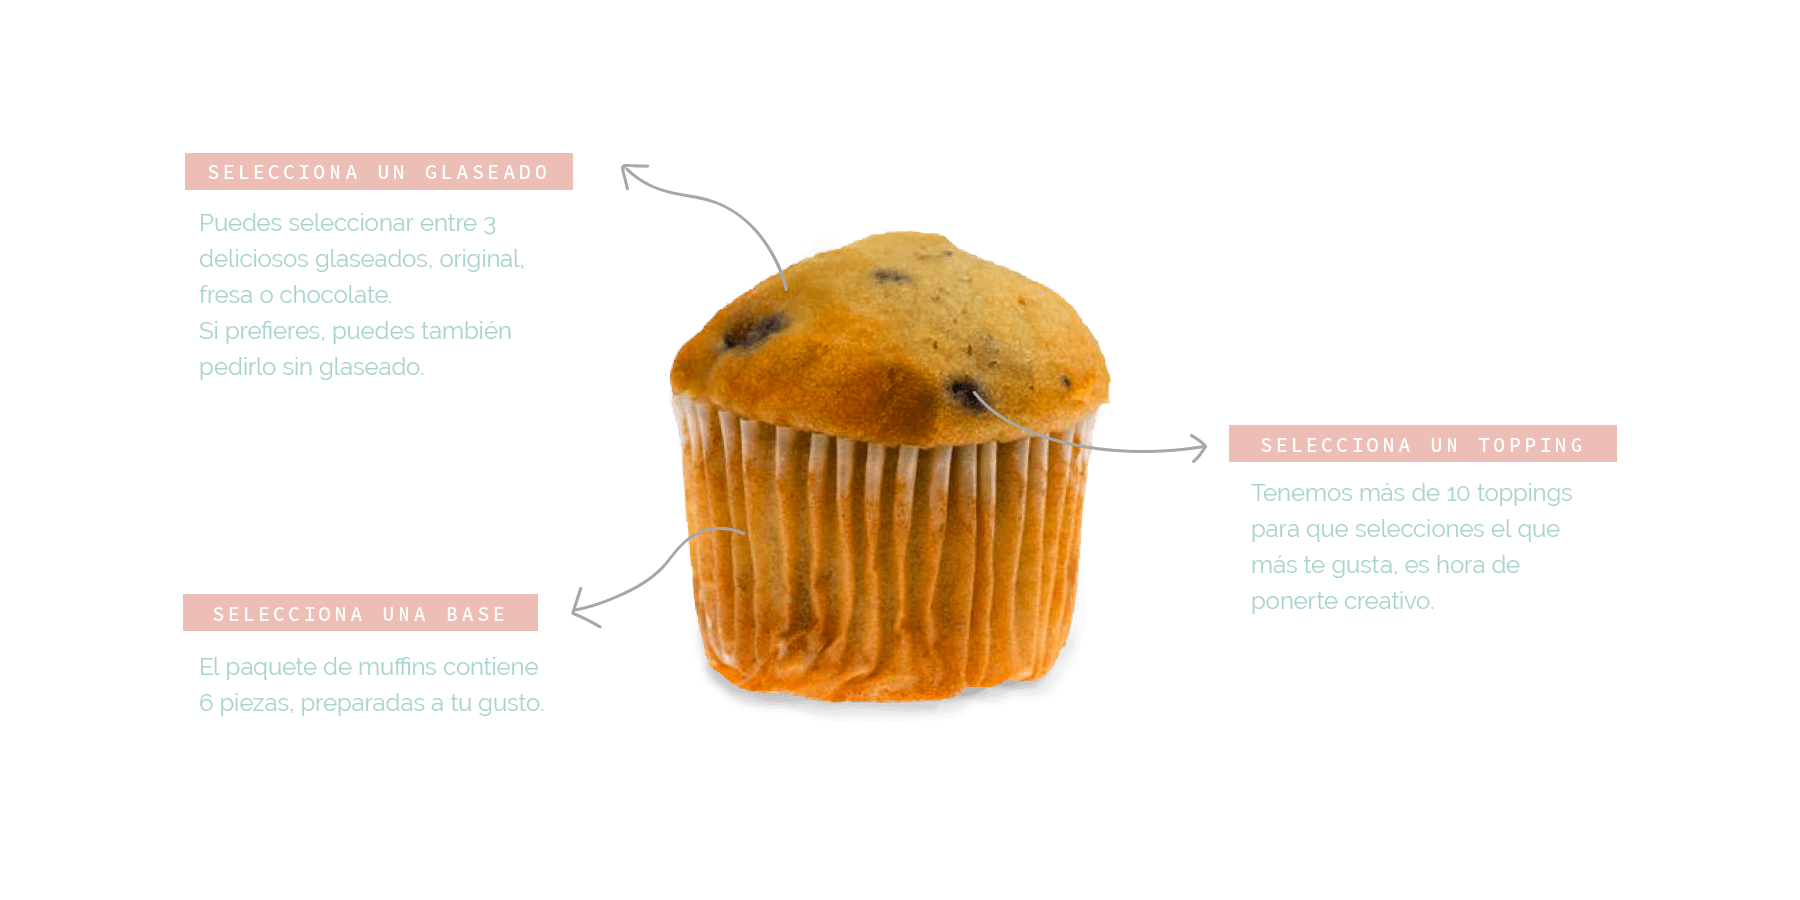 SELECCIONA UN GLASEADO
Puedes seleccionar entre 3
deliciosos glaseados, original,
fresa o chocolate.
Si prefieres, puedes también
pedirlo sin glaseado.
SELECCIONA UN TOPPING
Tenemos más de 10 toppings
para que selecciones el que
más te gusta, es hora de
ponerte creativo.
SELECCIONA UNA BASE
El paquete de muffins contiene
6 piezas, preparadas a tu gusto.